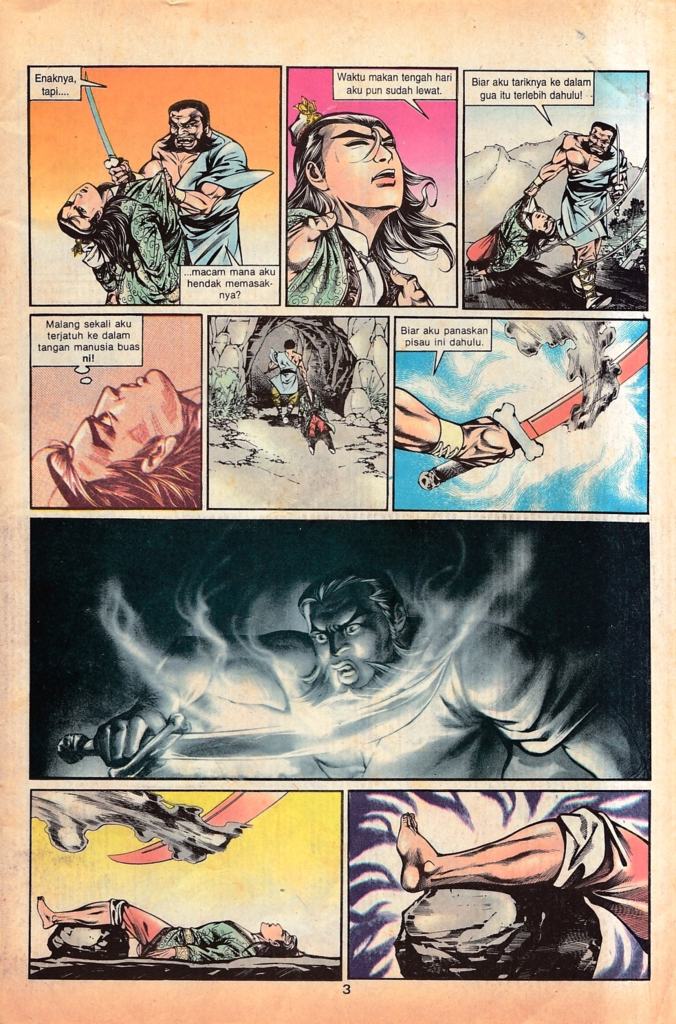 Enaknya,
tapi....
...macam mana aku
hendak memasak-
nya?
Waktu makan tengah hari
aku pun sudah lewat.
Biar aku tariknya ke dalam
gua itu terlebih dahulu!
Malang sekali aku
terjatuh ke dalam
tangan manusia buas
ni!
Biar aku panaskan
pisau ini dahulu.
3